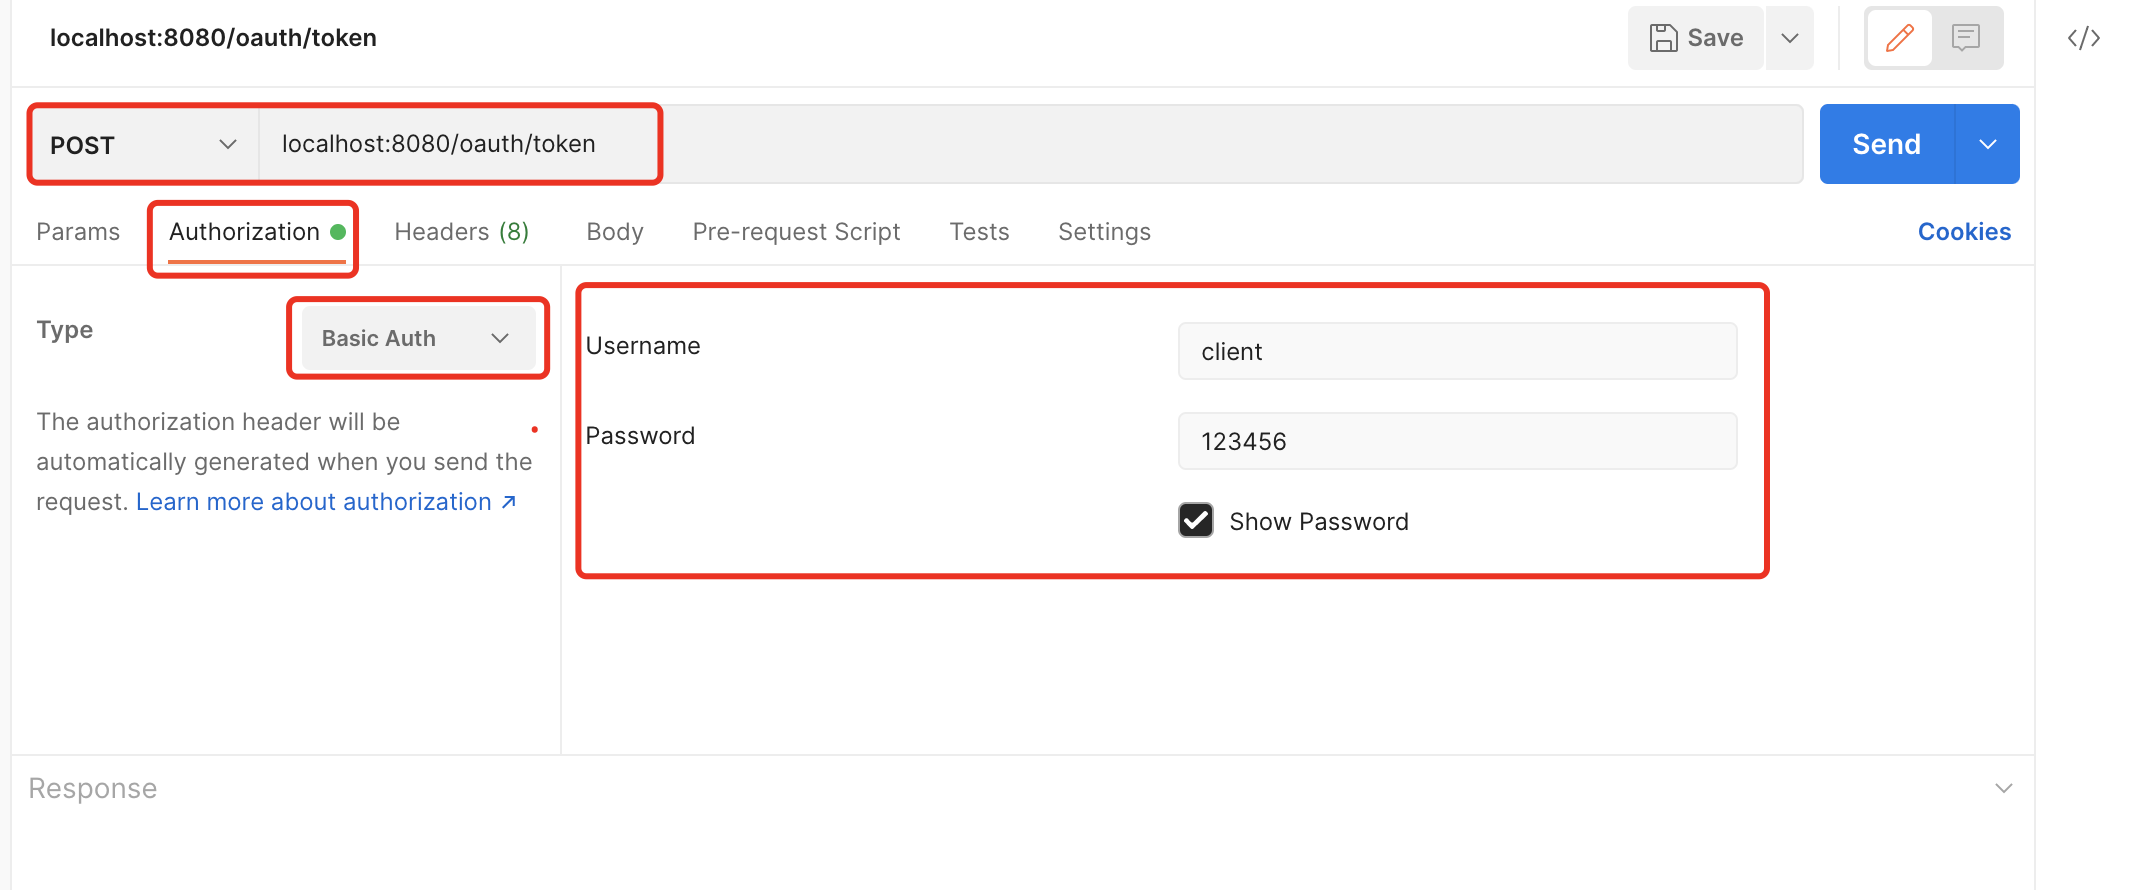 localhost:8080/oauth/token
Save
POST
localhost:8080/oauth/token
Send
Params
Authorization
Headers (8)
Body
Pre-request Script
Tests
Settings
Cookies
Type
Basic Auth
The authorization header will be
automatically generated when you send the
request. Learn more about authorization ↗
Username
client
Password
123456
Show Password
Response